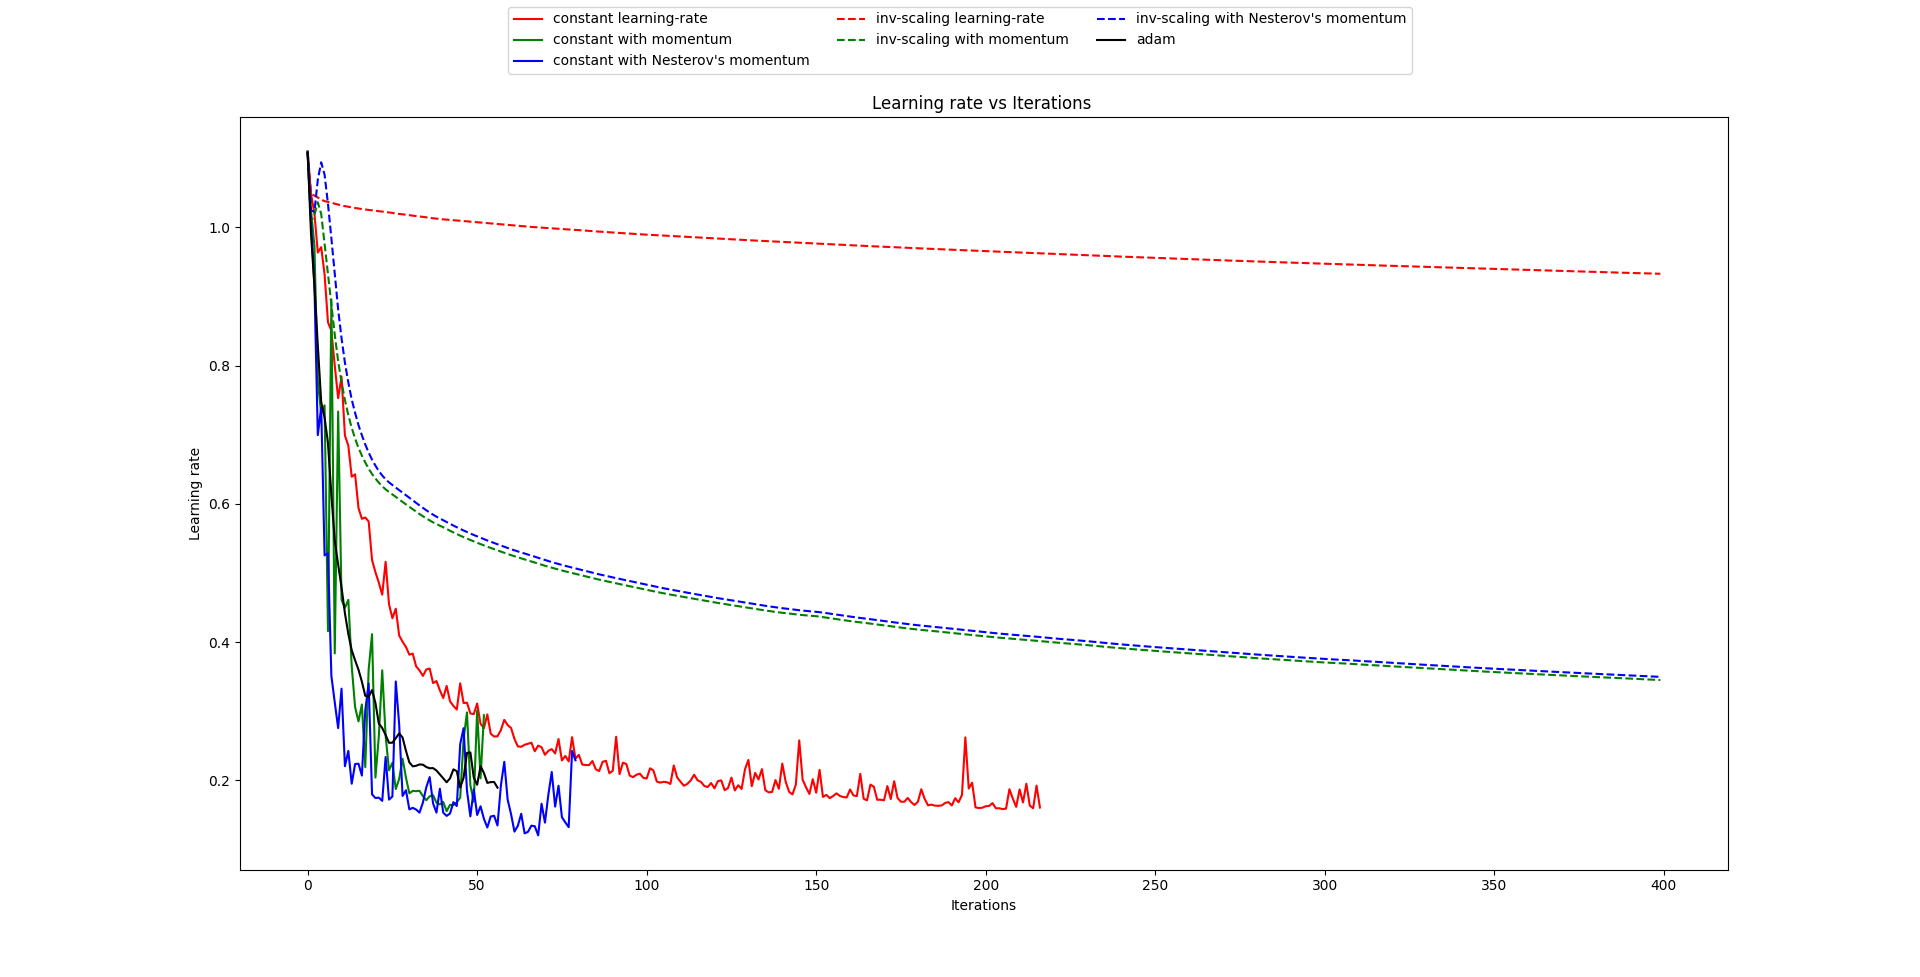 constant learning-rate
constant with momentum
constant with Nesterov's momentum
inv-scaling learning-rate
inv-scaling with momentum
inv-scaling with Nesterov's momentum
adam
Learning rate vs Iterations
Learning rate
1.0
0.8
0.6
0.4
0.2
0 50 100 150 200 250 300 350 400
Iterations